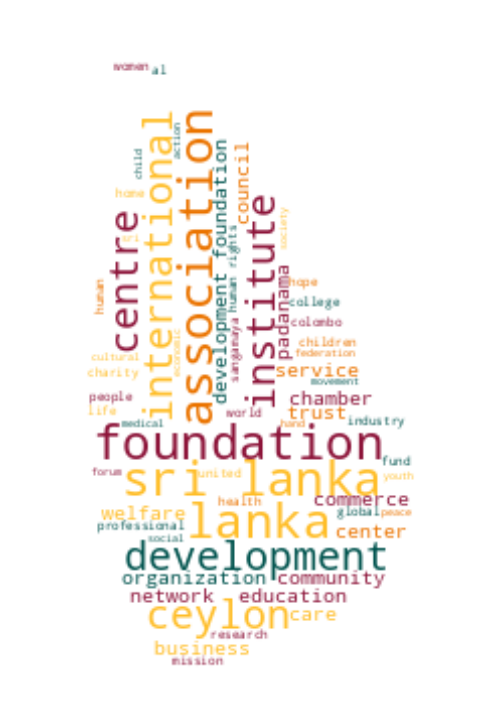 women al
international
association
action
child
development foundation
council
home
institute
centre
society
sri
human rights
padanama
human
hope
college
sangamaya
colombo
economic
children
federation
cultural
charity
service
movement
people
chamber
life
world
trust
medical
hand
industry
foundation
fund
forum
sri lanka
united
youth
health
commerce
welfare
lanka
global peace
professional
center
social
development
organization community
network education
ceylon care
research
business
mission